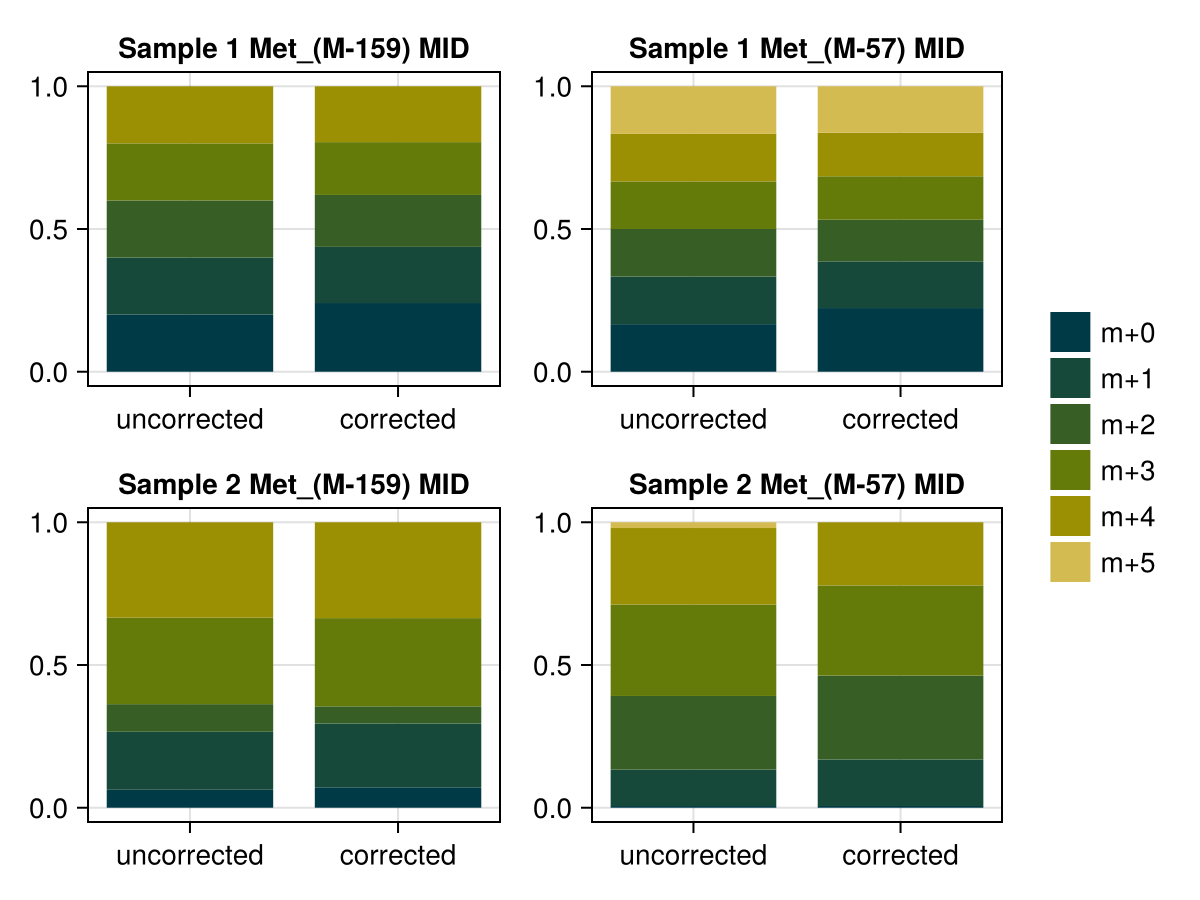 Sample 1 Met_(M-159) MID
1.0
0.5
0.0
uncorrected
corrected
Sample 1 Met_(M-57) MID
1.0
0.5
0.0
uncorrected
corrected
Sample 2 Met_(M-159) MID
1.0
0.5
0.0
uncorrected
corrected
Sample 2 Met_(M-57) MID
1.0
0.5
0.0
uncorrected
corrected
m+0
m+1
m+2
m+3
m+4
m+5